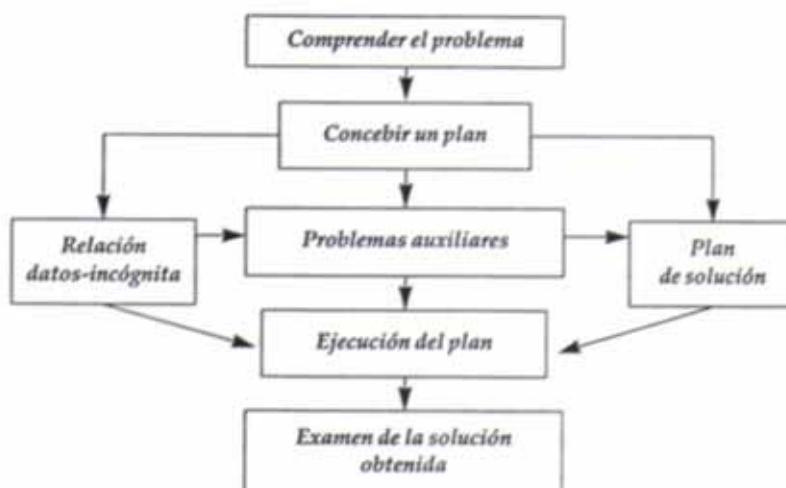 Comprender el problema
Concebir un plan
Relación
datos-incógnita
Problemas auxiliares
Plan
de solución
Ejecución del plan
Examen de la solución
obtenida